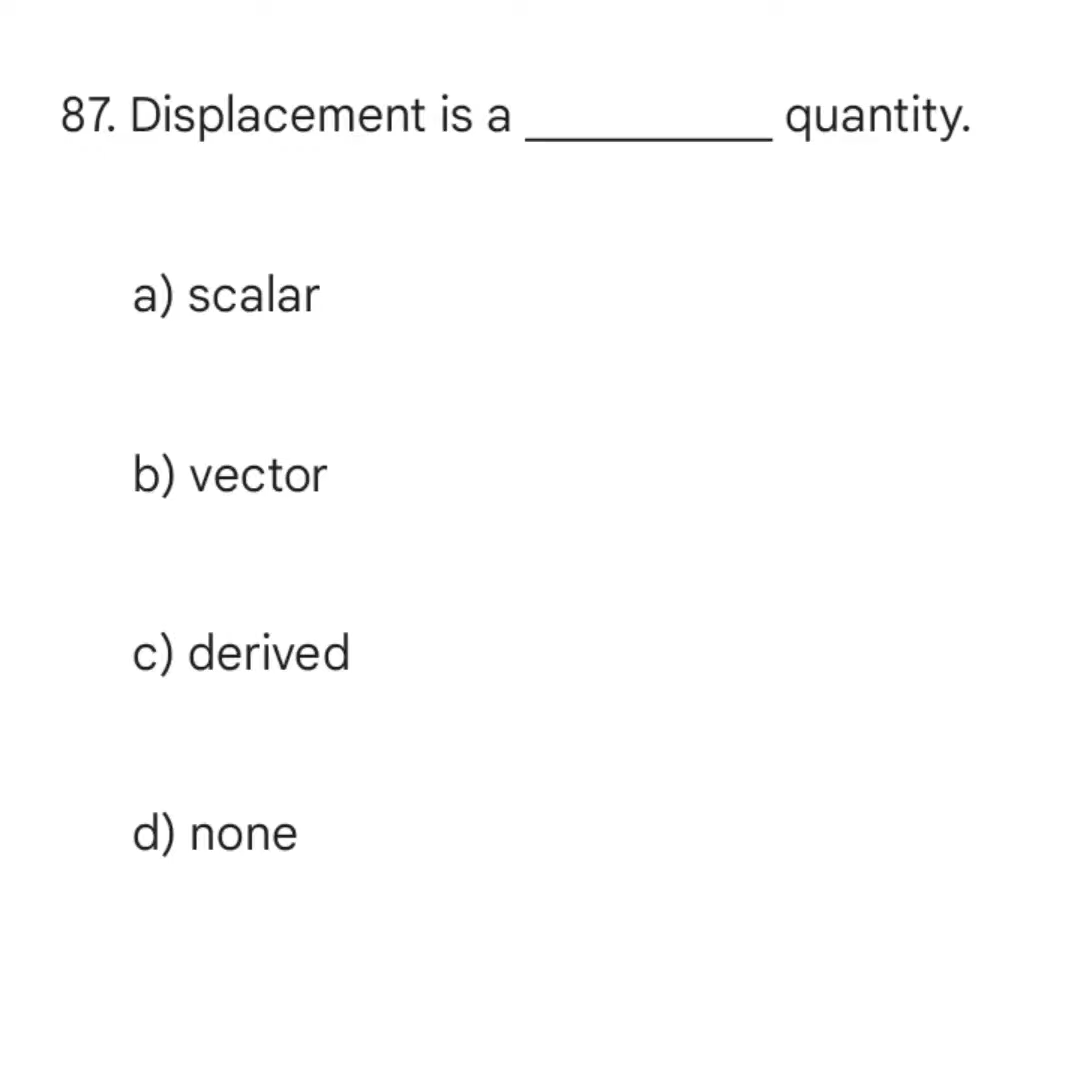 87. Displacement is a __________ quantity.
a) scalar
b) vector
c) derived
d) none